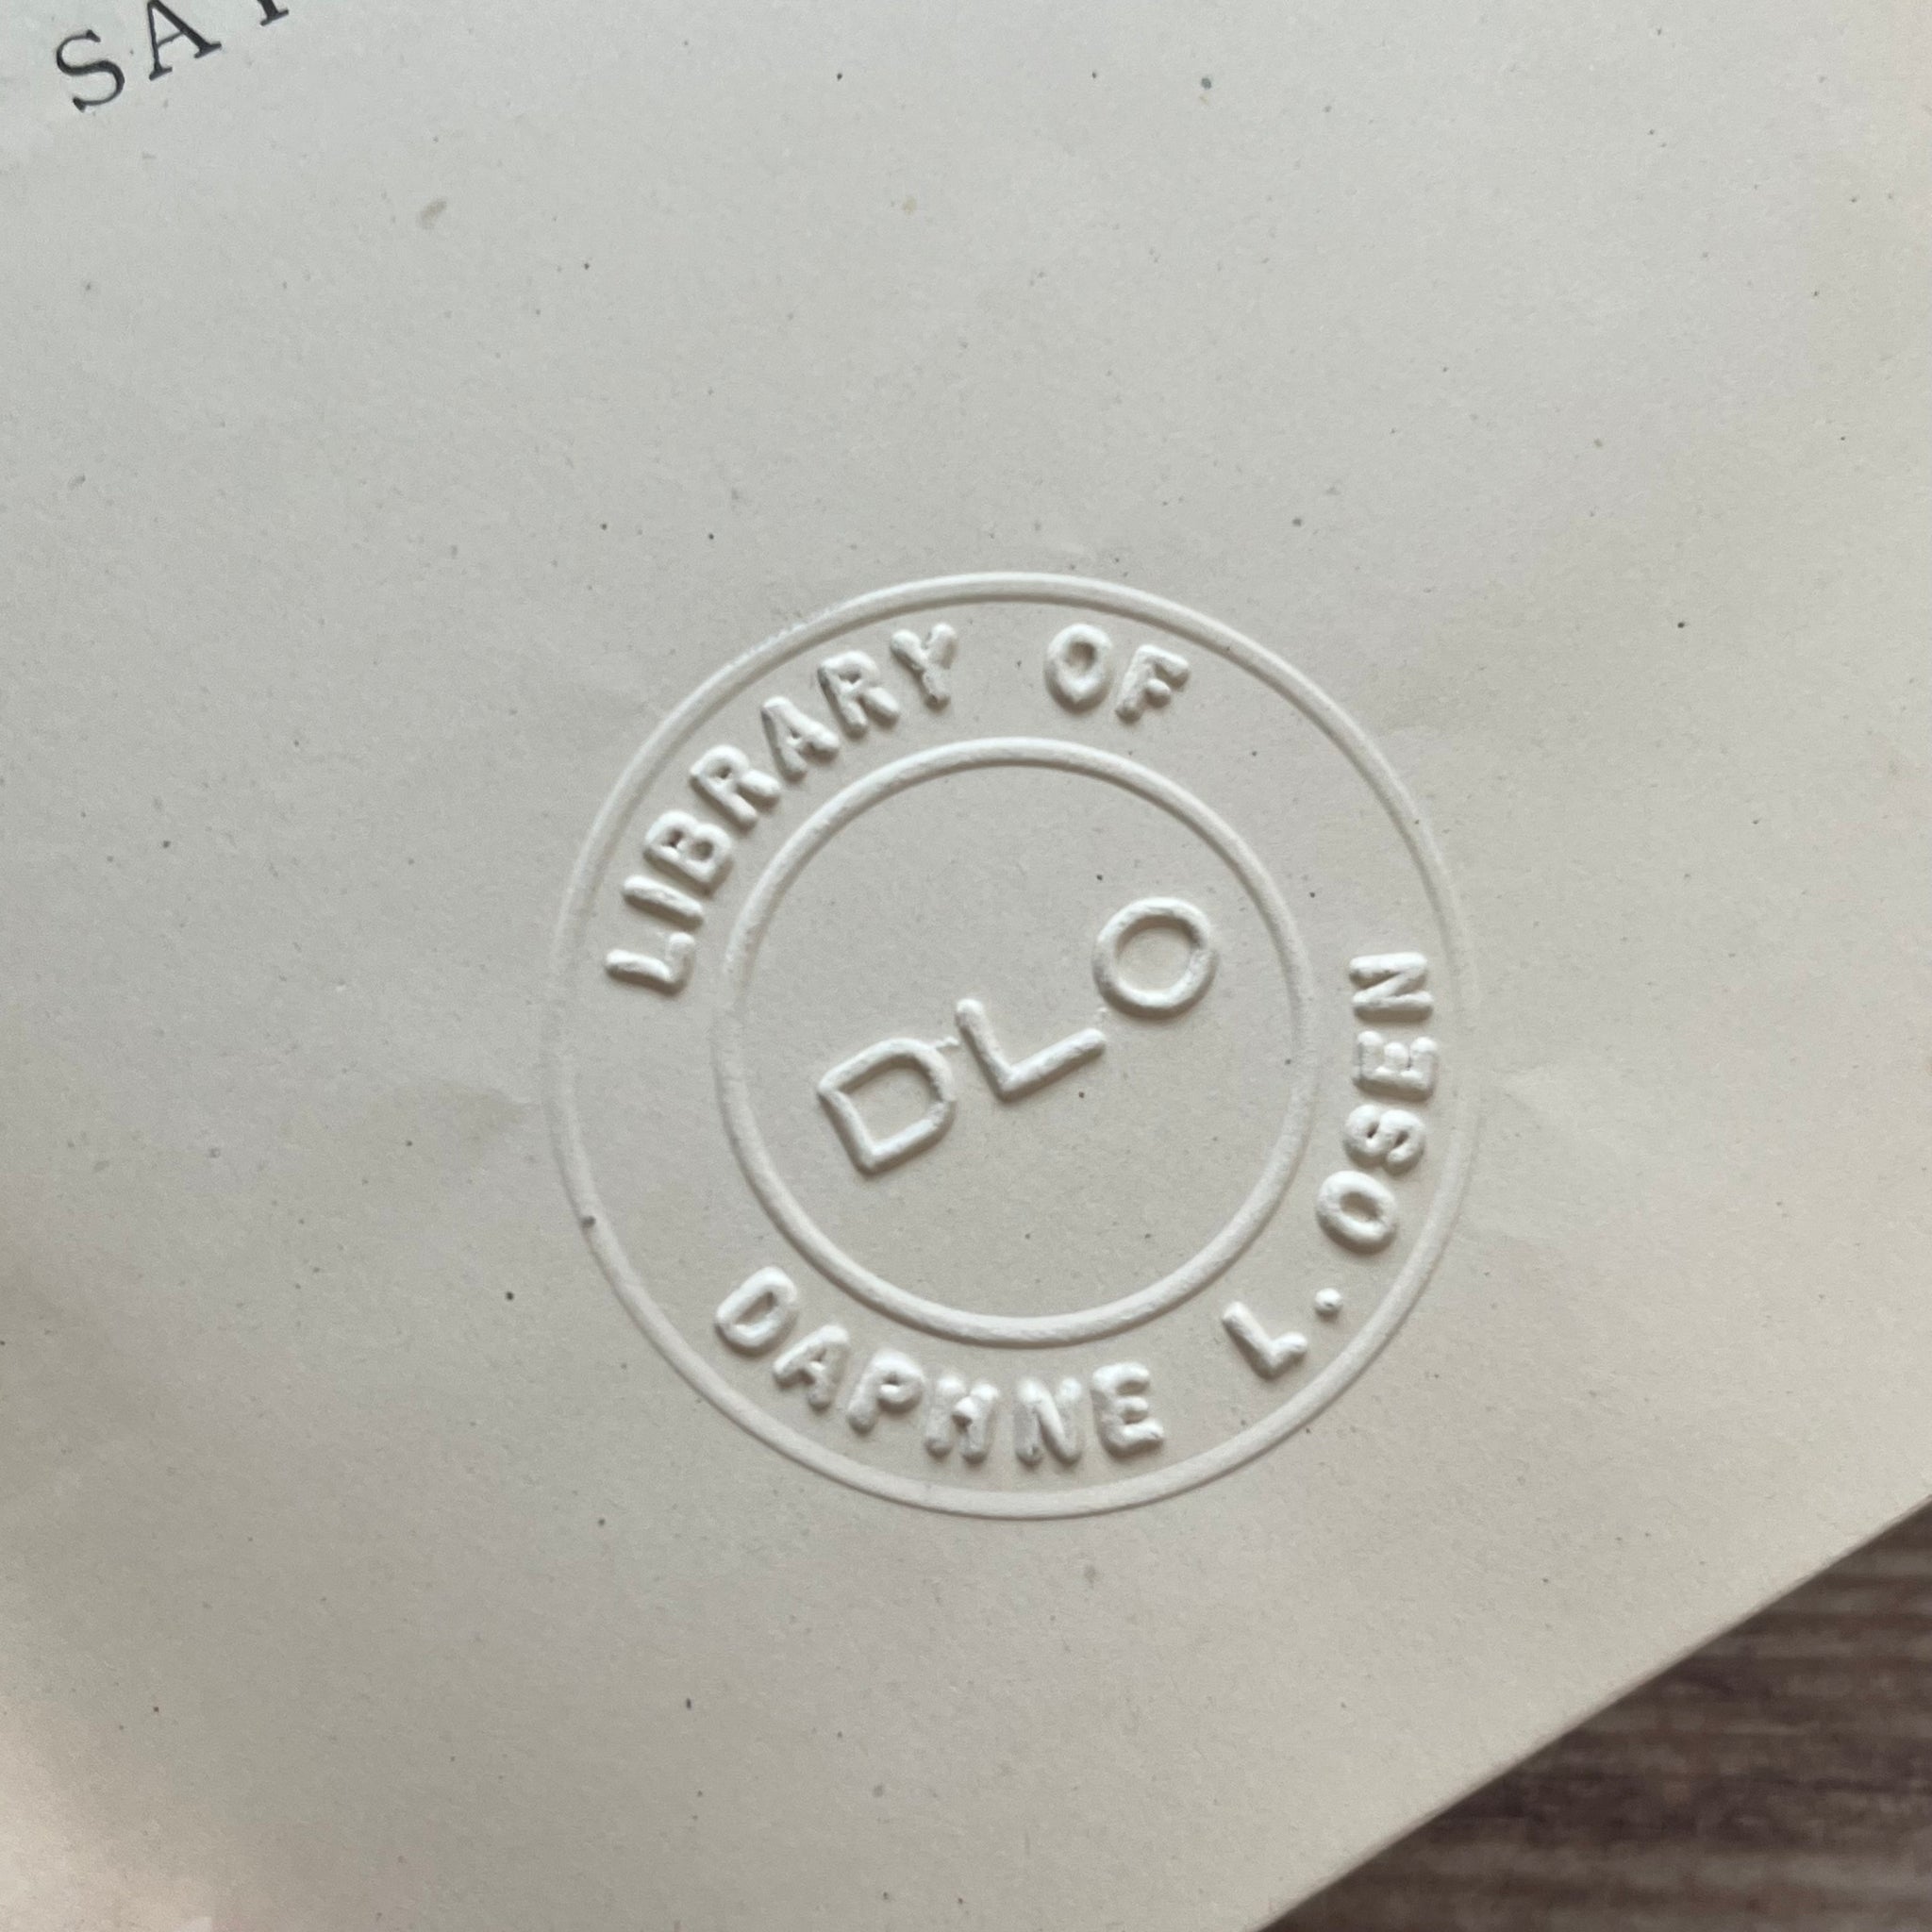 LIBRARY OF
DLO
DAPHNE L. OSEN